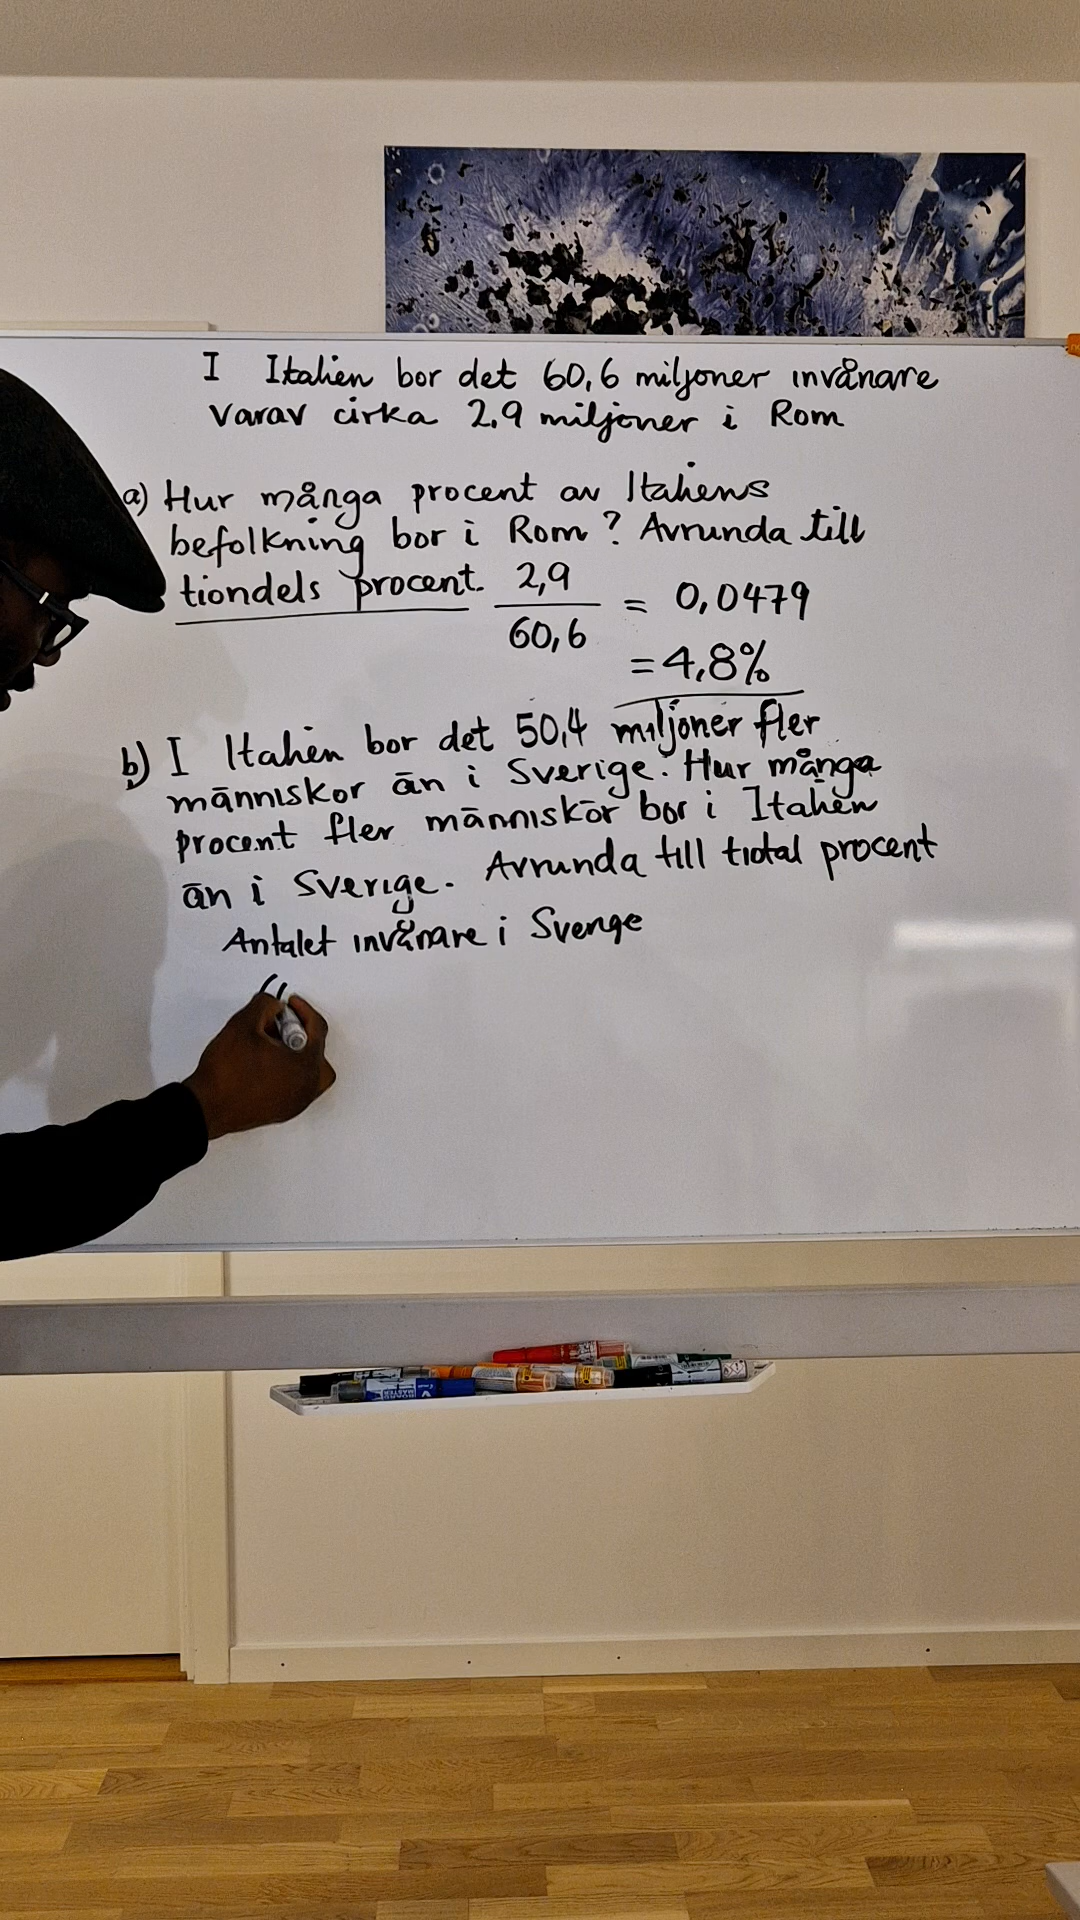 I Italien bor det 60,6 miljoner invånare
varav cirka 2,9 miljoner i Rom
a) Hur många procent av Italiens
befolkning bor i Rom? Avrunda till
tiondels procent. 2,9 / 60,6 = 0,0479
= 4,8%
b) I Italien bor det 50,4 miljoner fler
människor än i Sverige. Hur många
procent fler människor bor i Italien
än i Sverige. Avrunda till tiotal procent
Antalet invånare i Sverige